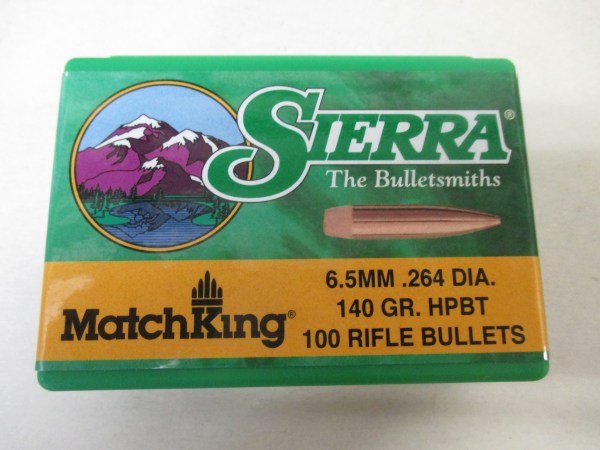 SIERRA®
The Bulletsmiths
6.5MM .264 DIA.
140 GR. HPBT
100 RIFLE BULLETS
MatchKing®